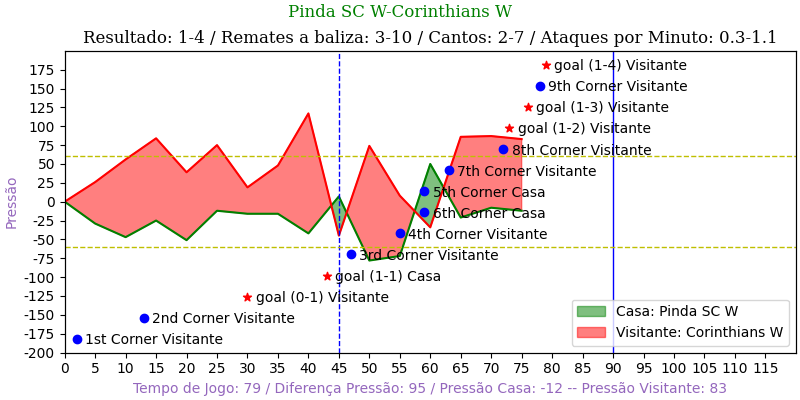 Pinda SC W-Corinthians W
Resultado: 1-4 / Remates a baliza: 3-10 / Cantos: 2-7 / Ataques por Minuto: 0.3-1.1
Pressão
175
150
125
100
75
50
25
0
-25
-50
-75
-100
-125
-150
-175
-200
goal (1-4) Visitante
9th Corner Visitante
goal (1-3) Visitante
goal (1-2) Visitante
8th Corner Visitante
7th Corner Visitante
5th Corner Casa
6th Corner Casa
4th Corner Visitante
3rd Corner Visitante
goal (1-1) Casa
goal (0-1) Visitante
2nd Corner Visitante
1st Corner Visitante
Casa: Pinda SC W
Visitante: Corinthians W
0 5 10 15 20 25 30 35 40 45 50 55 60 65 70 75 80 85 90 95 100 105 110 115
Tempo de Jogo: 79 / Diferença Pressão: 95 / Pressão Casa: -12 -- Pressão Visitante: 83